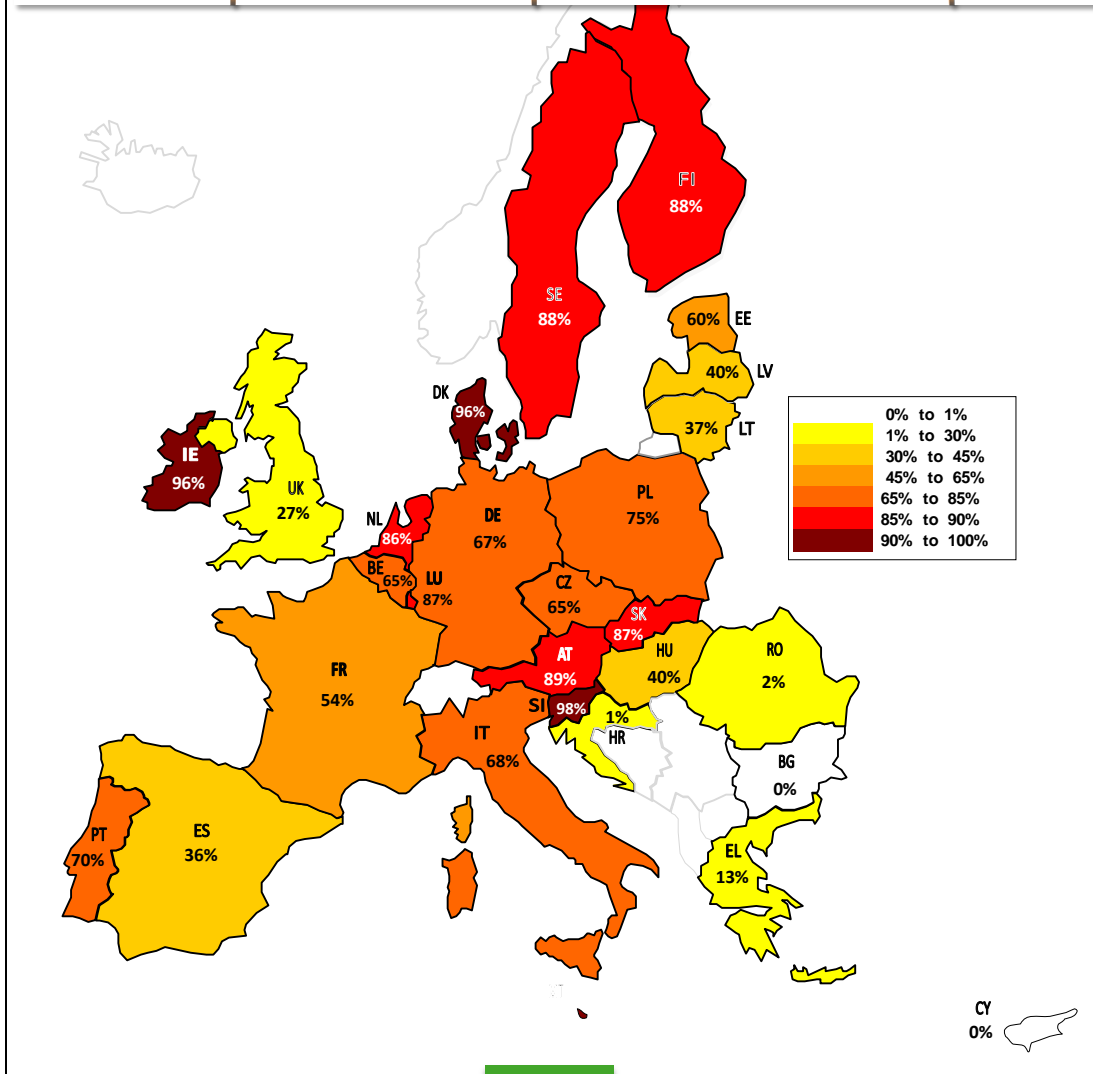 FI
88%
SE
88%
60% EE
40% LV
37% LT
DK
96%
IE
96%
UK
27%
NL
86%
BE
65%
LU
87%
DE
67%
PL
75%
CZ
65%
SK
87%
AT
89%
HU
40%
RO
2%
FR
54%
SI 98%
1%
HR
IT
68%
BG
0%
PT
70%
ES
36%
EL
13%
CY
0%
0% to 1%
1% to 30%
30% to 45%
45% to 65%
65% to 85%
85% to 90%
90% to 100%